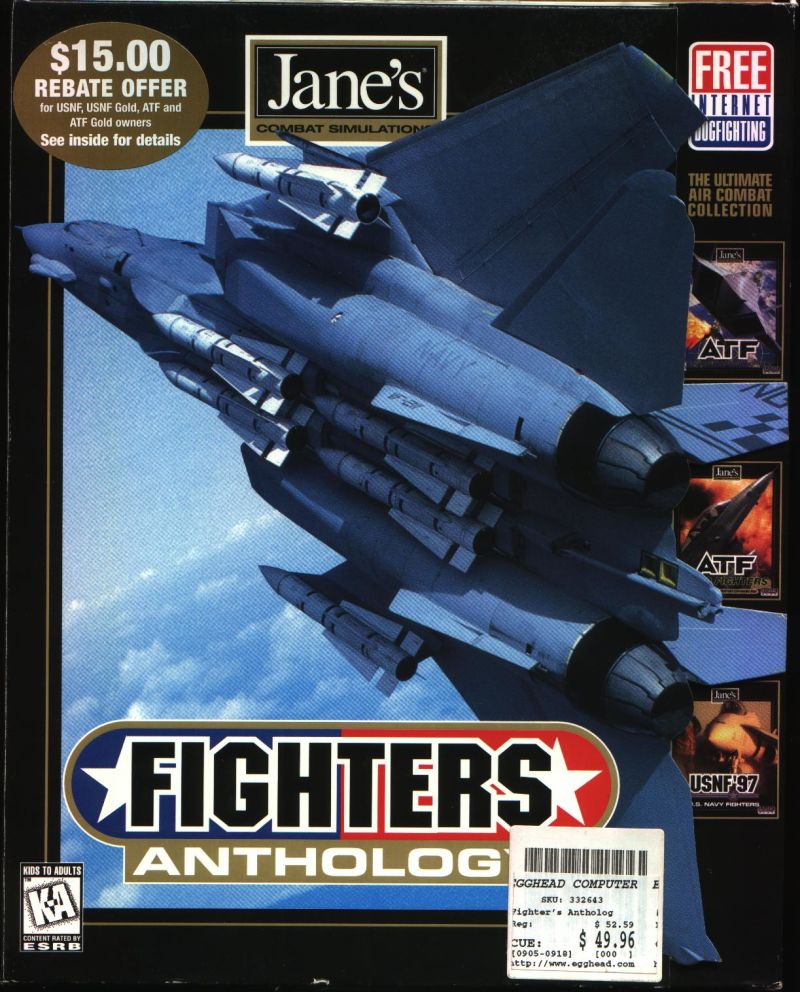 $15.00
REBATE OFFER
for USNF, USNF Gold, ATF and
ATF Gold owners
See inside for details
Jane's
COMBAT SIMULATIONS
FREE
INTERNET
DOGFIGHTING
THE ULTIMATE
AIR COMBAT
COLLECTION
Jane's
ATF
NAVY
Jane's
ATF
FIGHTERS
Jane's
USNF'97
U.S. NAVY FIGHTERS
FIGHTERS
ANTHOLOGY
KIDS TO ADULTS
K-A
CONTENT RATED BY
ESRB
EGGHEAD COMPUTER E
SKU: 332643
Fighter's Antholog
Reg: $ 52.59
CUE: $ 49.96
[0905-0918] [000 ]
http://www.egghead.com